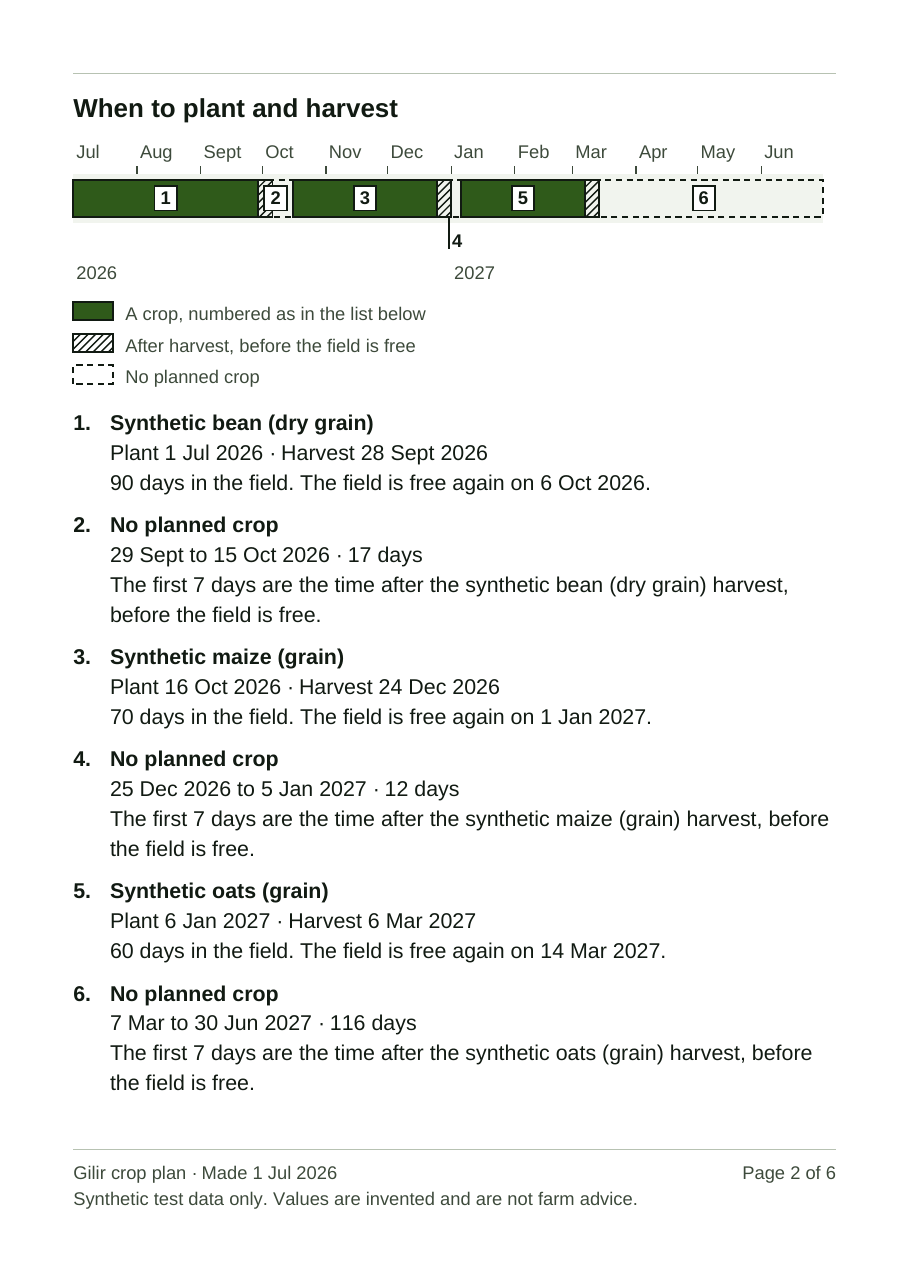 When to plant and harvest
Jul Aug Sept Oct Nov Dec Jan Feb Mar Apr May Jun
1 2 3 5 6
4
2026 2027
A crop, numbered as in the list below
After harvest, before the field is free
No planned crop
1. Synthetic bean (dry grain)
Plant 1 Jul 2026 · Harvest 28 Sept 2026
90 days in the field. The field is free again on 6 Oct 2026.
2. No planned crop
29 Sept to 15 Oct 2026 · 17 days
The first 7 days are the time after the synthetic bean (dry grain) harvest,
before the field is free.
3. Synthetic maize (grain)
Plant 16 Oct 2026 · Harvest 24 Dec 2026
70 days in the field. The field is free again on 1 Jan 2027.
4. No planned crop
25 Dec 2026 to 5 Jan 2027 · 12 days
The first 7 days are the time after the synthetic maize (grain) harvest, before
the field is free.
5. Synthetic oats (grain)
Plant 6 Jan 2027 · Harvest 6 Mar 2027
60 days in the field. The field is free again on 14 Mar 2027.
6. No planned crop
7 Mar to 30 Jun 2027 · 116 days
The first 7 days are the time after the synthetic oats (grain) harvest, before
the field is free.
Gilir crop plan · Made 1 Jul 2026 Page 2 of 6
Synthetic test data only. Values are invented and are not farm advice.